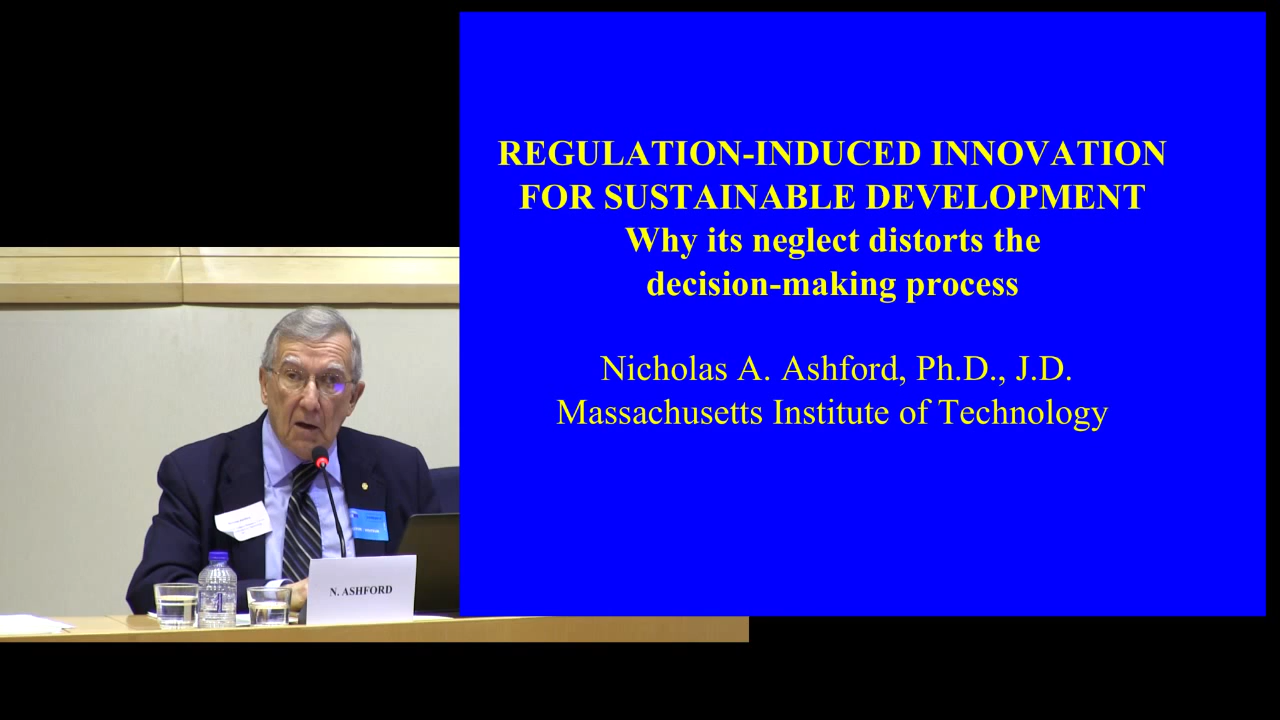 REGULATION-INDUCED INNOVATION
FOR SUSTAINABLE DEVELOPMENT
Why its neglect distorts the
decision-making process
Nicholas A. Ashford, Ph.D., J.D.
Massachusetts Institute of Technology
N. ASHFORD